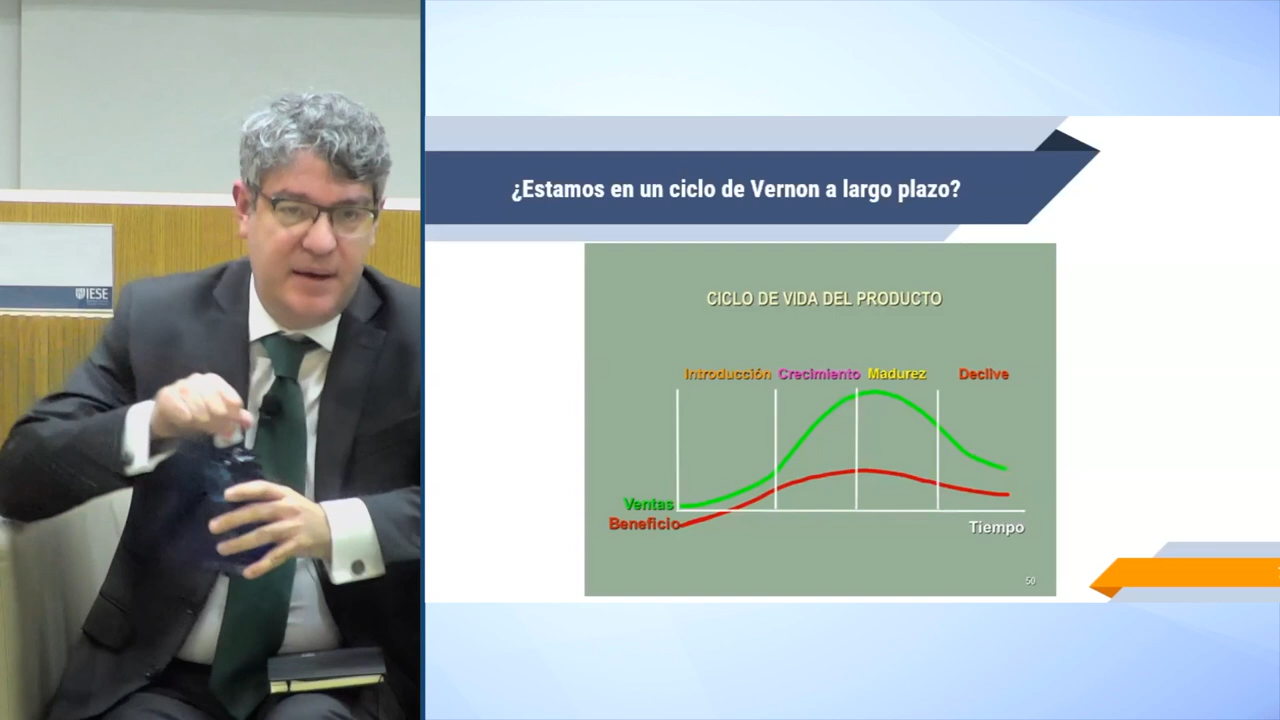 IESE
¿Estamos en un ciclo de Vernon a largo plazo?
CICLO DE VIDA DEL PRODUCTO
Introducción Crecimiento Madurez Declive
Ventas
Beneficio
Tiempo
50